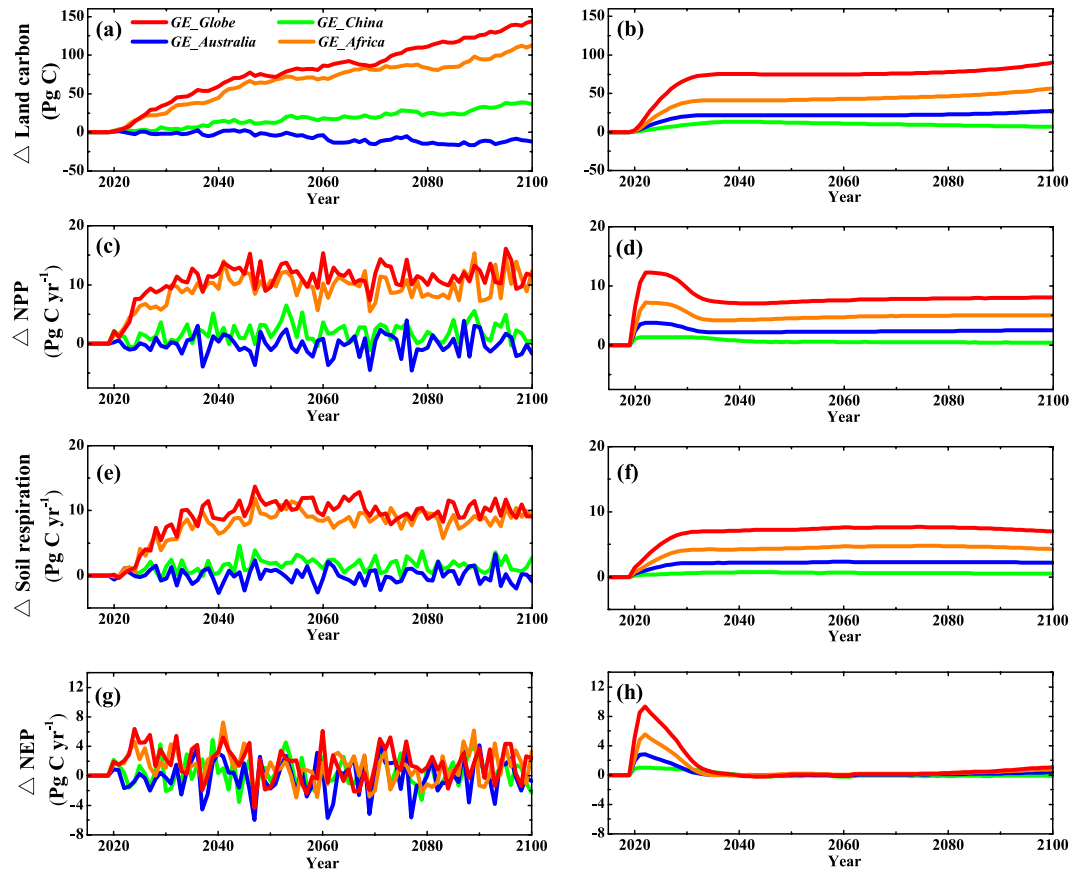 (a)
GE_Globe
GE_China
GE_Australia
GE_Africa
△ Land carbon
(Pg C)
150
100
50
0
-50
2020
2040
2060
2080
2100
Year
(b)
150
100
50
0
-50
2020
2040
2060
2080
2100
Year
(c)
△ NPP
(Pg C yr-1)
20
10
0
2020
2040
2060
2080
2100
Year
(d)
20
10
0
2020
2040
2060
2080
2100
Year
(e)
△ Soil respiration
(Pg C yr-1)
20
10
0
2020
2040
2060
2080
2100
Year
(f)
20
10
0
2020
2040
2060
2080
2100
Year
(g)
△ NEP
(Pg C yr-1)
12
8
4
0
-4
-8
2020
2040
2060
2080
2100
Year
(h)
12
8
4
0
-4
-8
2020
2040
2060
2080
2100
Year